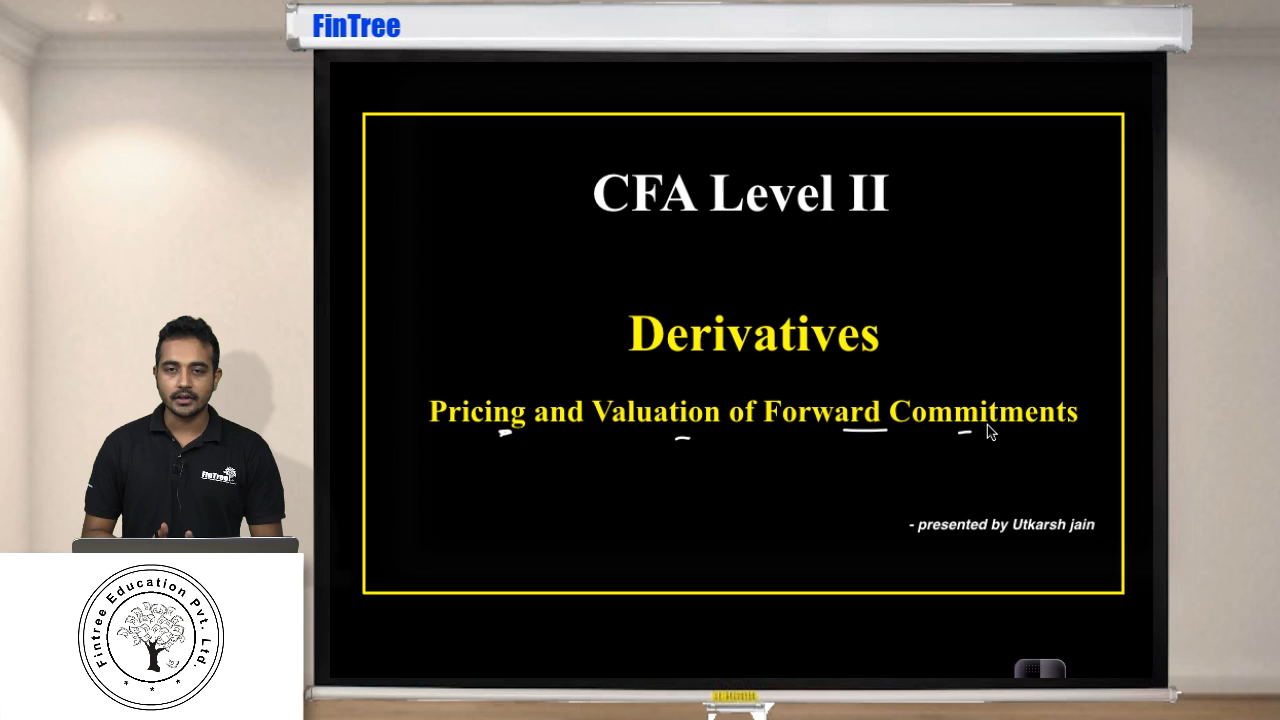 FinTree
CFA Level II
Derivatives
Pricing and Valuation of Forward Commitments
- presented by Utkarsh jain
FinTree
Fintree Education Pvt. Ltd.